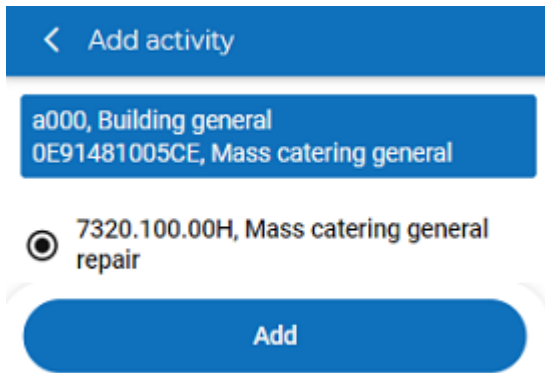 Add activity
a000, Building general
0E91481005CE, Mass catering general
7320.100.00H, Mass catering general
repair
Add